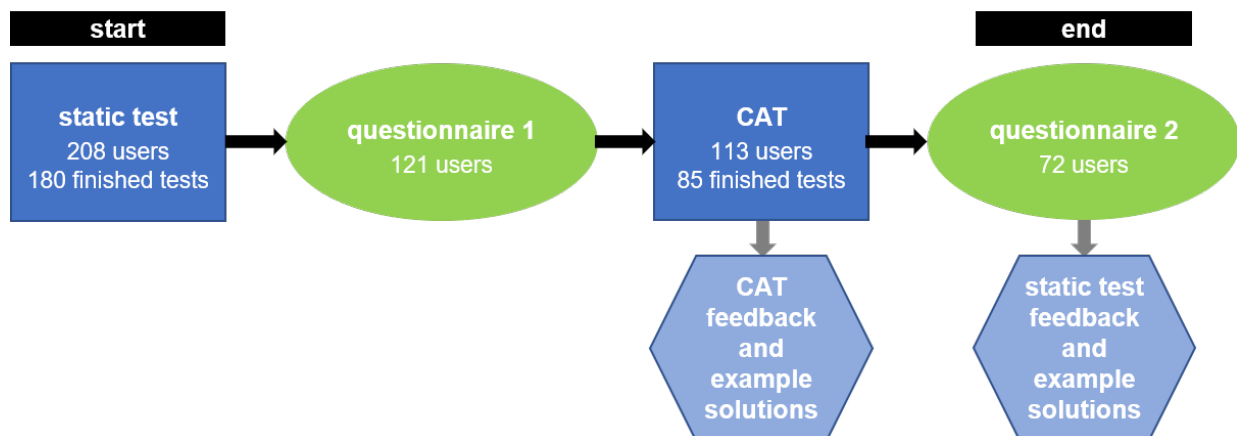 start
end
static test
208 users
180 finished tests
questionnaire 1
121 users
CAT
113 users
85 finished tests
questionnaire 2
72 users
CAT
feedback
and
example
solutions
static test
feedback
and
example
solutions